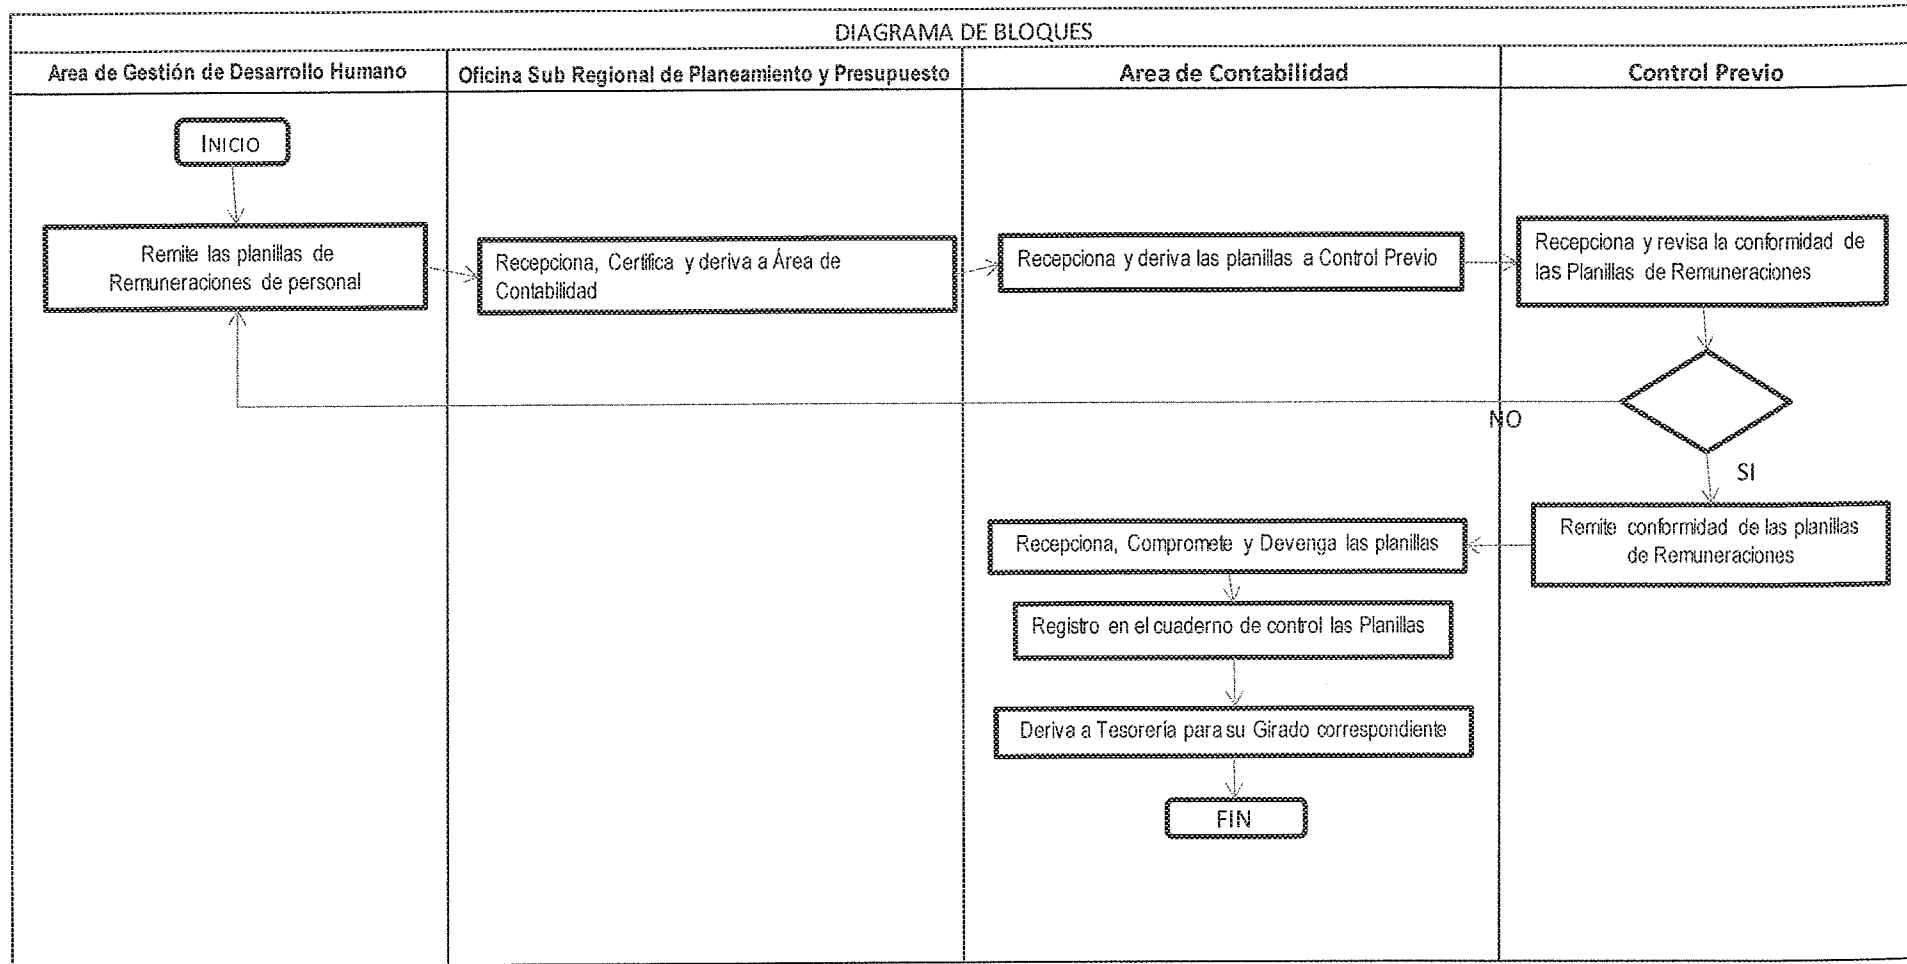 DIAGRAMA DE BLOQUES
Area de Gestión de Desarrollo Humano
Oficina Sub Regional de Planeamiento y Presupuesto
Area de Contabilidad
Control Previo
INICIO
Remite las planillas de
Remuneraciones de personal
Recepciona, Certifica y deriva a Área de
Contabilidad
Recepciona y deriva las planillas a Control Previo
Recepciona y revisa la conformidad de
las Planillas de Remuneraciones
NO
SI
Remite conformidad de las planillas
de Remuneraciones
Recepciona, Compromete y Devenga las planillas
Registro en el cuaderno de control las Planillas
Deriva a Tesorería para su Girado correspondiente
FIN